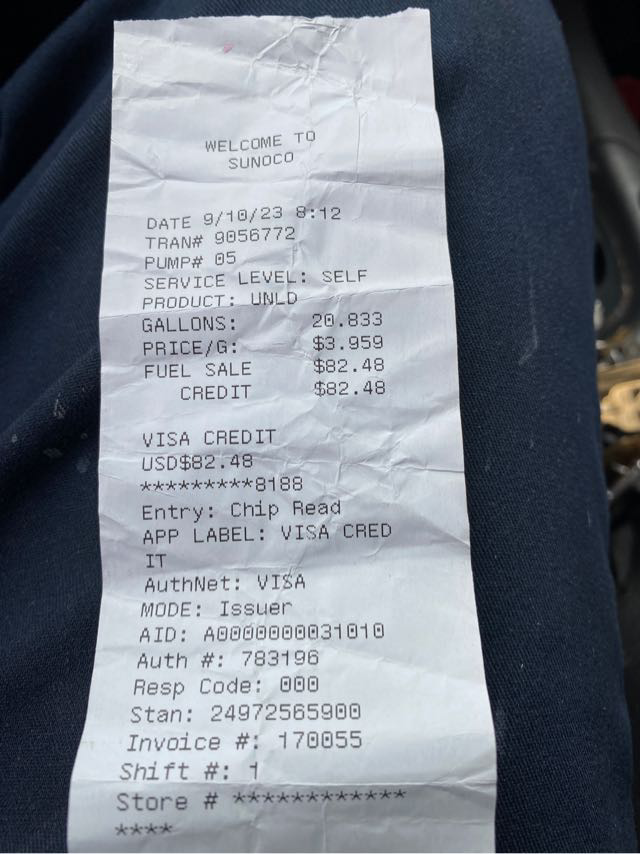 WELCOME TO
SUNOCO
DATE 9/10/23 8:12
TRAN# 9056772
PUMP# 05
SERVICE LEVEL: SELF
PRODUCT: UNLD
GALLONS: 20.833
PRICE/G: $3.959
FUEL SALE $82.48
CREDIT $82.48
VISA CREDIT
USD$82.48
*********8188
Entry: Chip Read
APP LABEL: VISA CRED
IT
AuthNet: VISA
MODE: Issuer
AID: A0000000031010
Auth #: 783196
Resp Code: 000
Stan: 24972565900
Invoice #: 170055
Shift #: 1
Store # ************
****